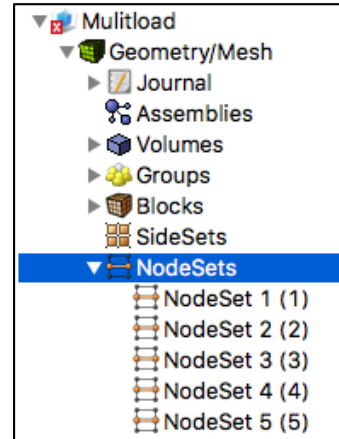 Mulitload
Geometry/Mesh
Journal
Assemblies
Volumes
Groups
Blocks
SideSets
NodeSets
NodeSet 1 (1)
NodeSet 2 (2)
NodeSet 3 (3)
NodeSet 4 (4)
NodeSet 5 (5)